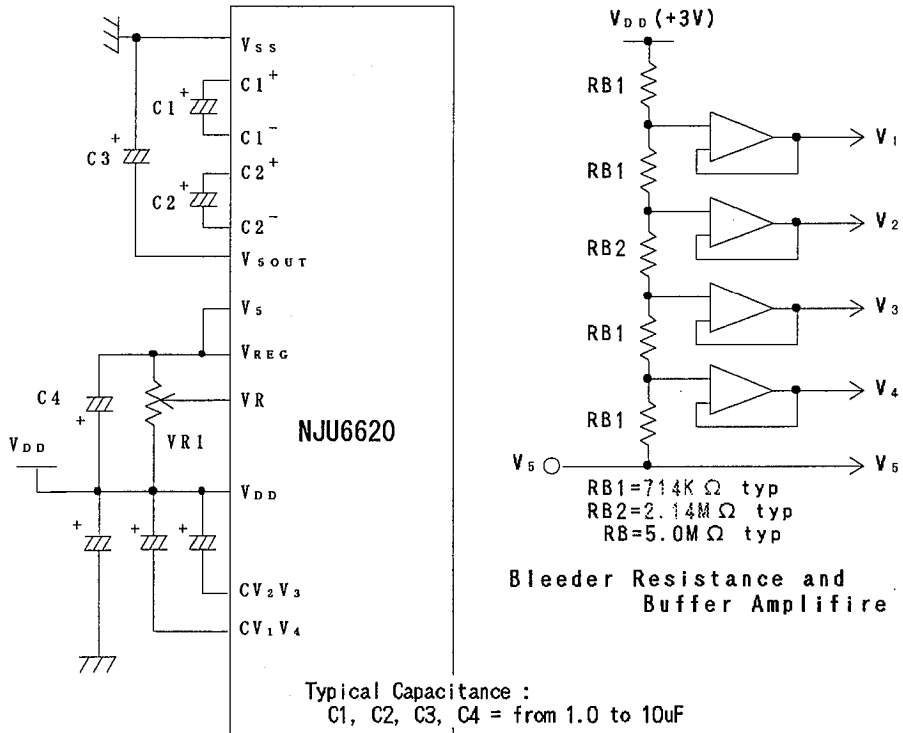 VSS
C1+
C1
+
C1-
C3
+
C2+
C2
+
C2-
V5OUT
V5
VREG
C4
+
VR
VR1
NJU6620
VDD
VDD
+
+
+
CV2V3
CV1V4
VDD(+3V)
RB1
V1
RB1
V2
RB2
V3
RB1
V4
RB1
V5
V5
RB1=714KΩ typ
RB2=2.14MΩ typ
RB=5.0MΩ typ
Bleeder Resistance and
Buffer Amplifire
Typical Capacitance :
C1, C2, C3, C4 = from 1.0 to 10uF